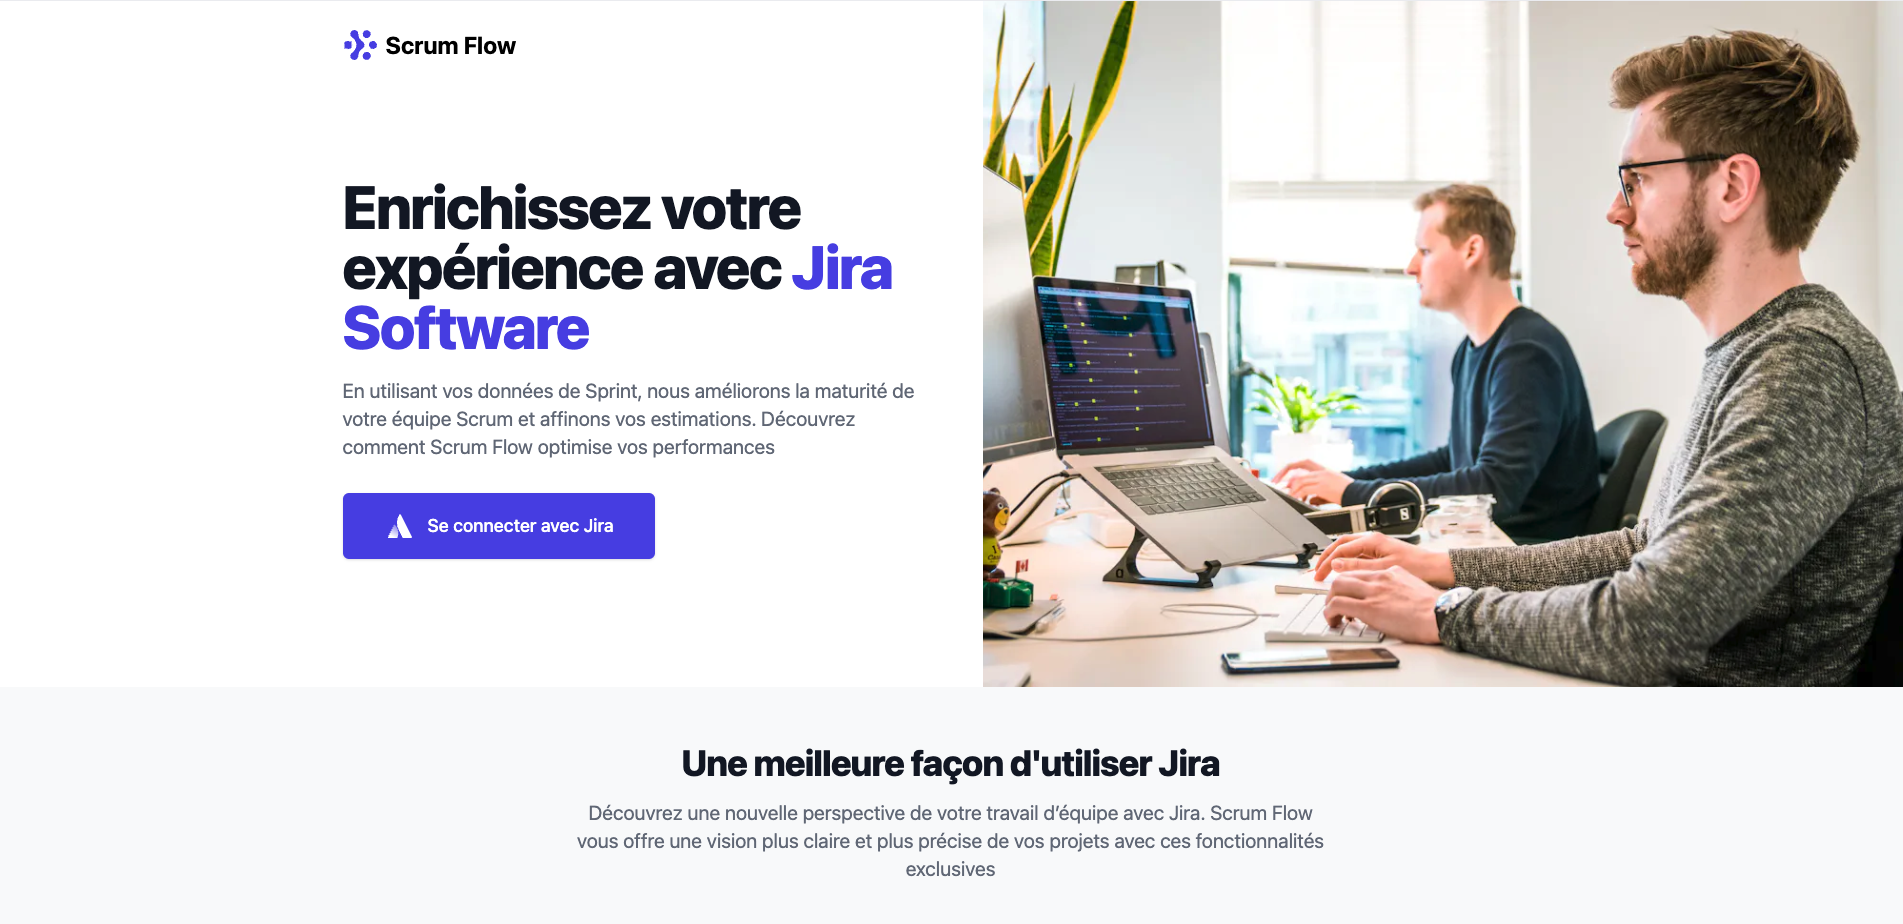 Scrum Flow
Enrichissez votre
expérience avec Jira
Software
En utilisant vos données de Sprint, nous améliorons la maturité de
votre équipe Scrum et affinons vos estimations. Découvrez
comment Scrum Flow optimise vos performances
Se connecter avec Jira
Une meilleure façon d'utiliser Jira
Découvrez une nouvelle perspective de votre travail d’équipe avec Jira. Scrum Flow
vous offre une vision plus claire et plus précise de vos projets avec ces fonctionnalités
exclusives